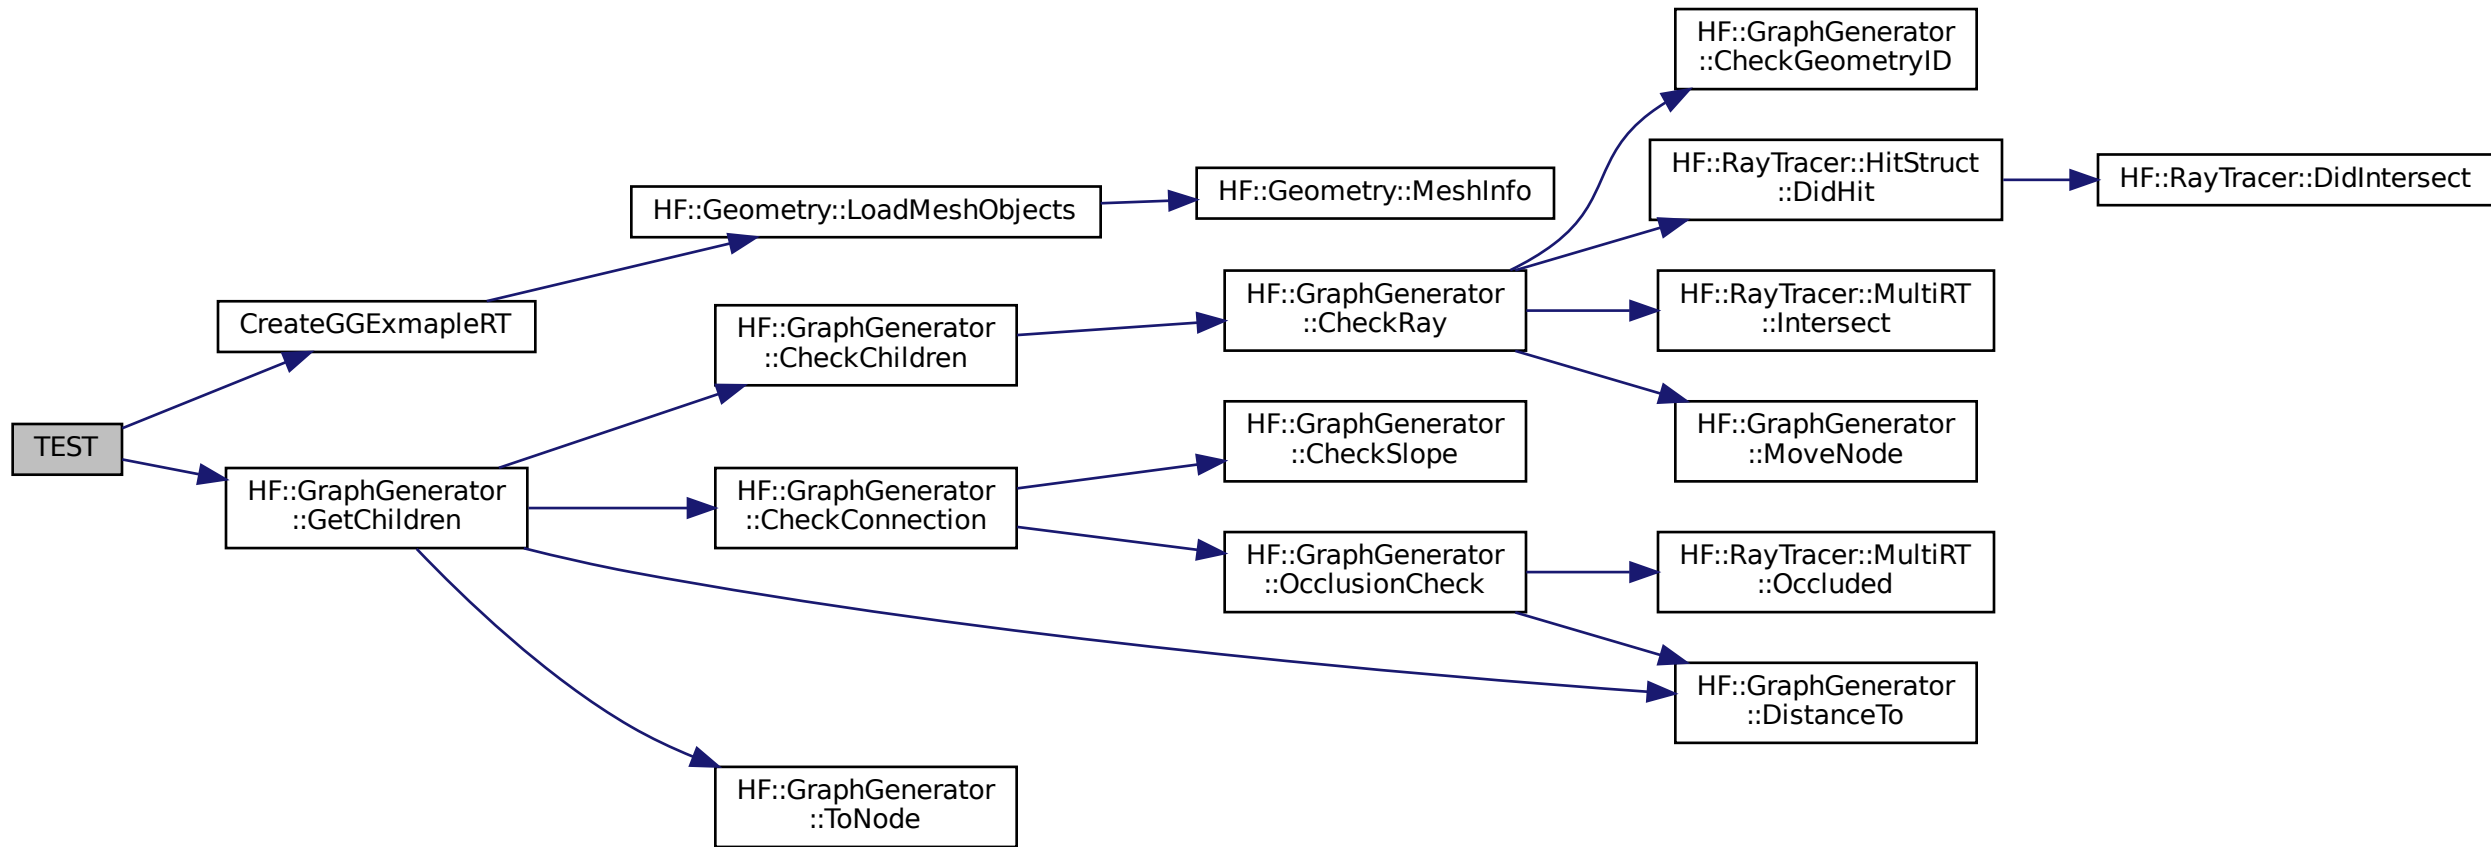 TEST
CreateGGExmapleRT
HF::GraphGenerator
::GetChildren
HF::Geometry::LoadMeshObjects
HF::GraphGenerator
::CheckChildren
HF::GraphGenerator
::CheckConnection
HF::GraphGenerator
::ToNode
HF::Geometry::MeshInfo
HF::GraphGenerator
::CheckRay
HF::GraphGenerator
::CheckSlope
HF::GraphGenerator
::OcclusionCheck
HF::GraphGenerator
::CheckGeometryID
HF::RayTracer::HitStruct
::DidHit
HF::RayTracer::MultiRT
::Intersect
HF::GraphGenerator
::MoveNode
HF::RayTracer::MultiRT
::Occluded
HF::GraphGenerator
::DistanceTo
HF::RayTracer::DidIntersect